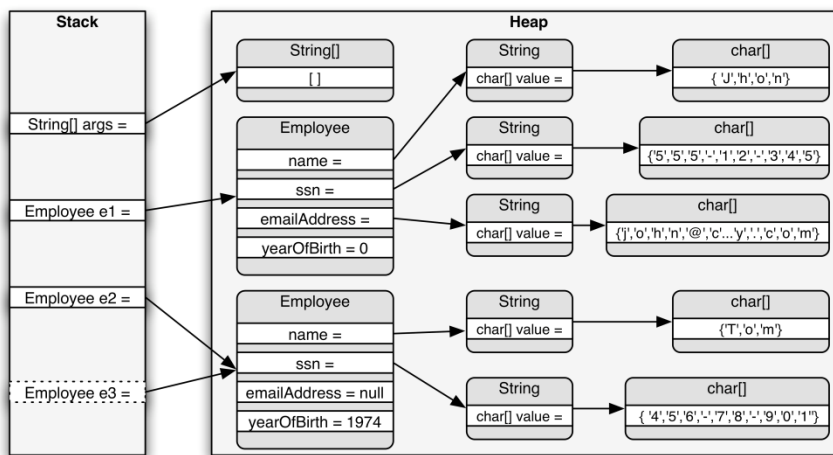 Stack
Heap
String[]
[ ]
String
char[] value =
char[]
{ 'J','h','o','n'}
String[] args =
Employee
name =
ssn =
emailAddress =
yearOfBirth = 0
String
char[] value =
char[]
{'5','5','5','-','1','2','-','3','4','5'}
Employee e1 =
String
char[] value =
char[]
{'j','o','h','n','@','c'...'y','.','c','o','m'}
Employee e2 =
Employee
name =
ssn =
emailAddress = null
yearOfBirth = 1974
String
char[] value =
char[]
{'T','o','m'}
Employee e3 =
String
char[] value =
char[]
{ '4','5','6','-','7','8','-','9','0','1"}